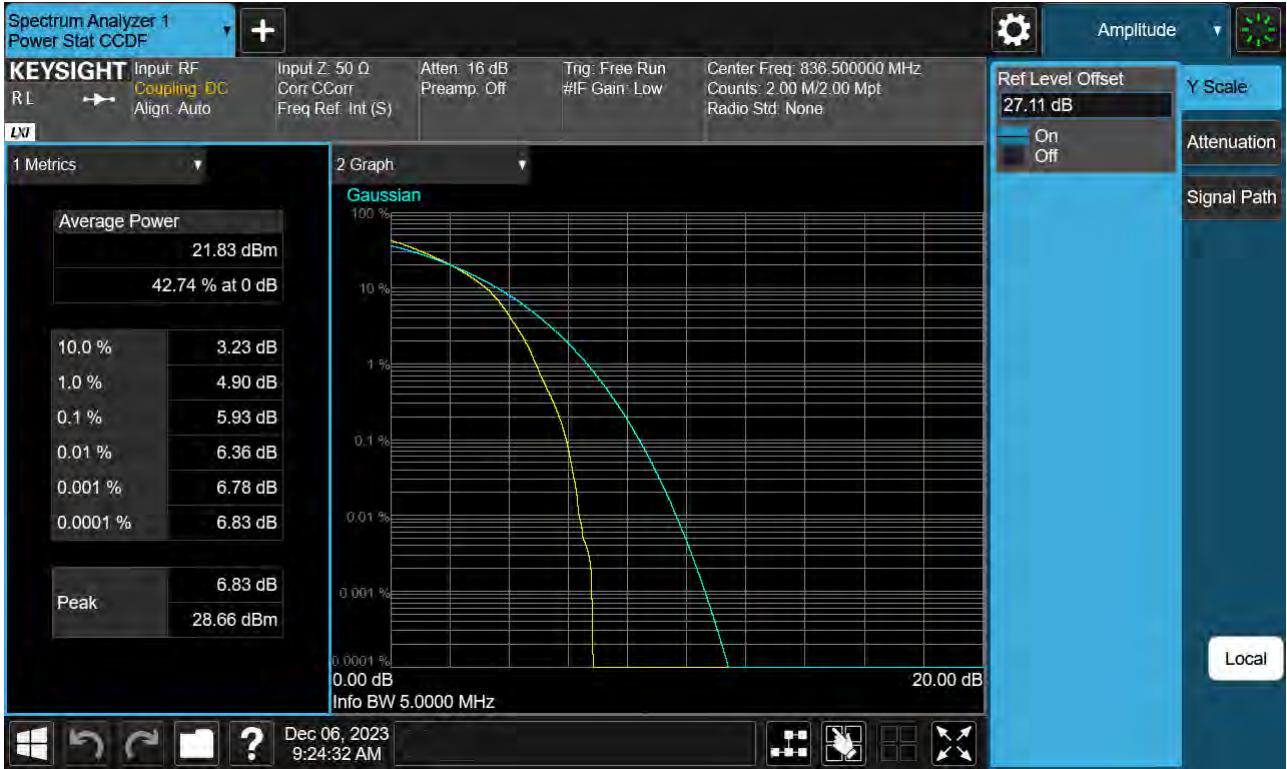 Spectrum Analyzer 1
Power Stat CCDF
Amplitude
KEYSIGHT
RL
LXI
Input: RF
Coupling: DC
Align: Auto
Input Z: 50 Ω
Corr CCorr
Freq Ref: Int (S)
Atten: 16 dB
Preamp: Off
Trig: Free Run
#IF Gain: Low
Center Freq: 836.500000 MHz
Counts: 2.00 M/2.00 Mpt
Radio Std: None
Ref Level Offset
27.11 dB
On
Off
Y Scale
Attenuation
Signal Path
Local
1 Metrics
Average Power
21.83 dBm
42.74 % at 0 dB
10.0 % 3.23 dB
1.0 % 4.90 dB
0.1 % 5.93 dB
0.01 % 6.36 dB
0.001 % 6.78 dB
0.0001 % 6.83 dB
Peak
6.83 dB
28.66 dBm
2 Graph
Gaussian
100 %
10 %
1 %
0.1 %
0.01 %
0.001 %
0.0001 %
0.00 dB 20.00 dB
Info BW 5.0000 MHz
?
Dec 06, 2023
9:24:32 AM